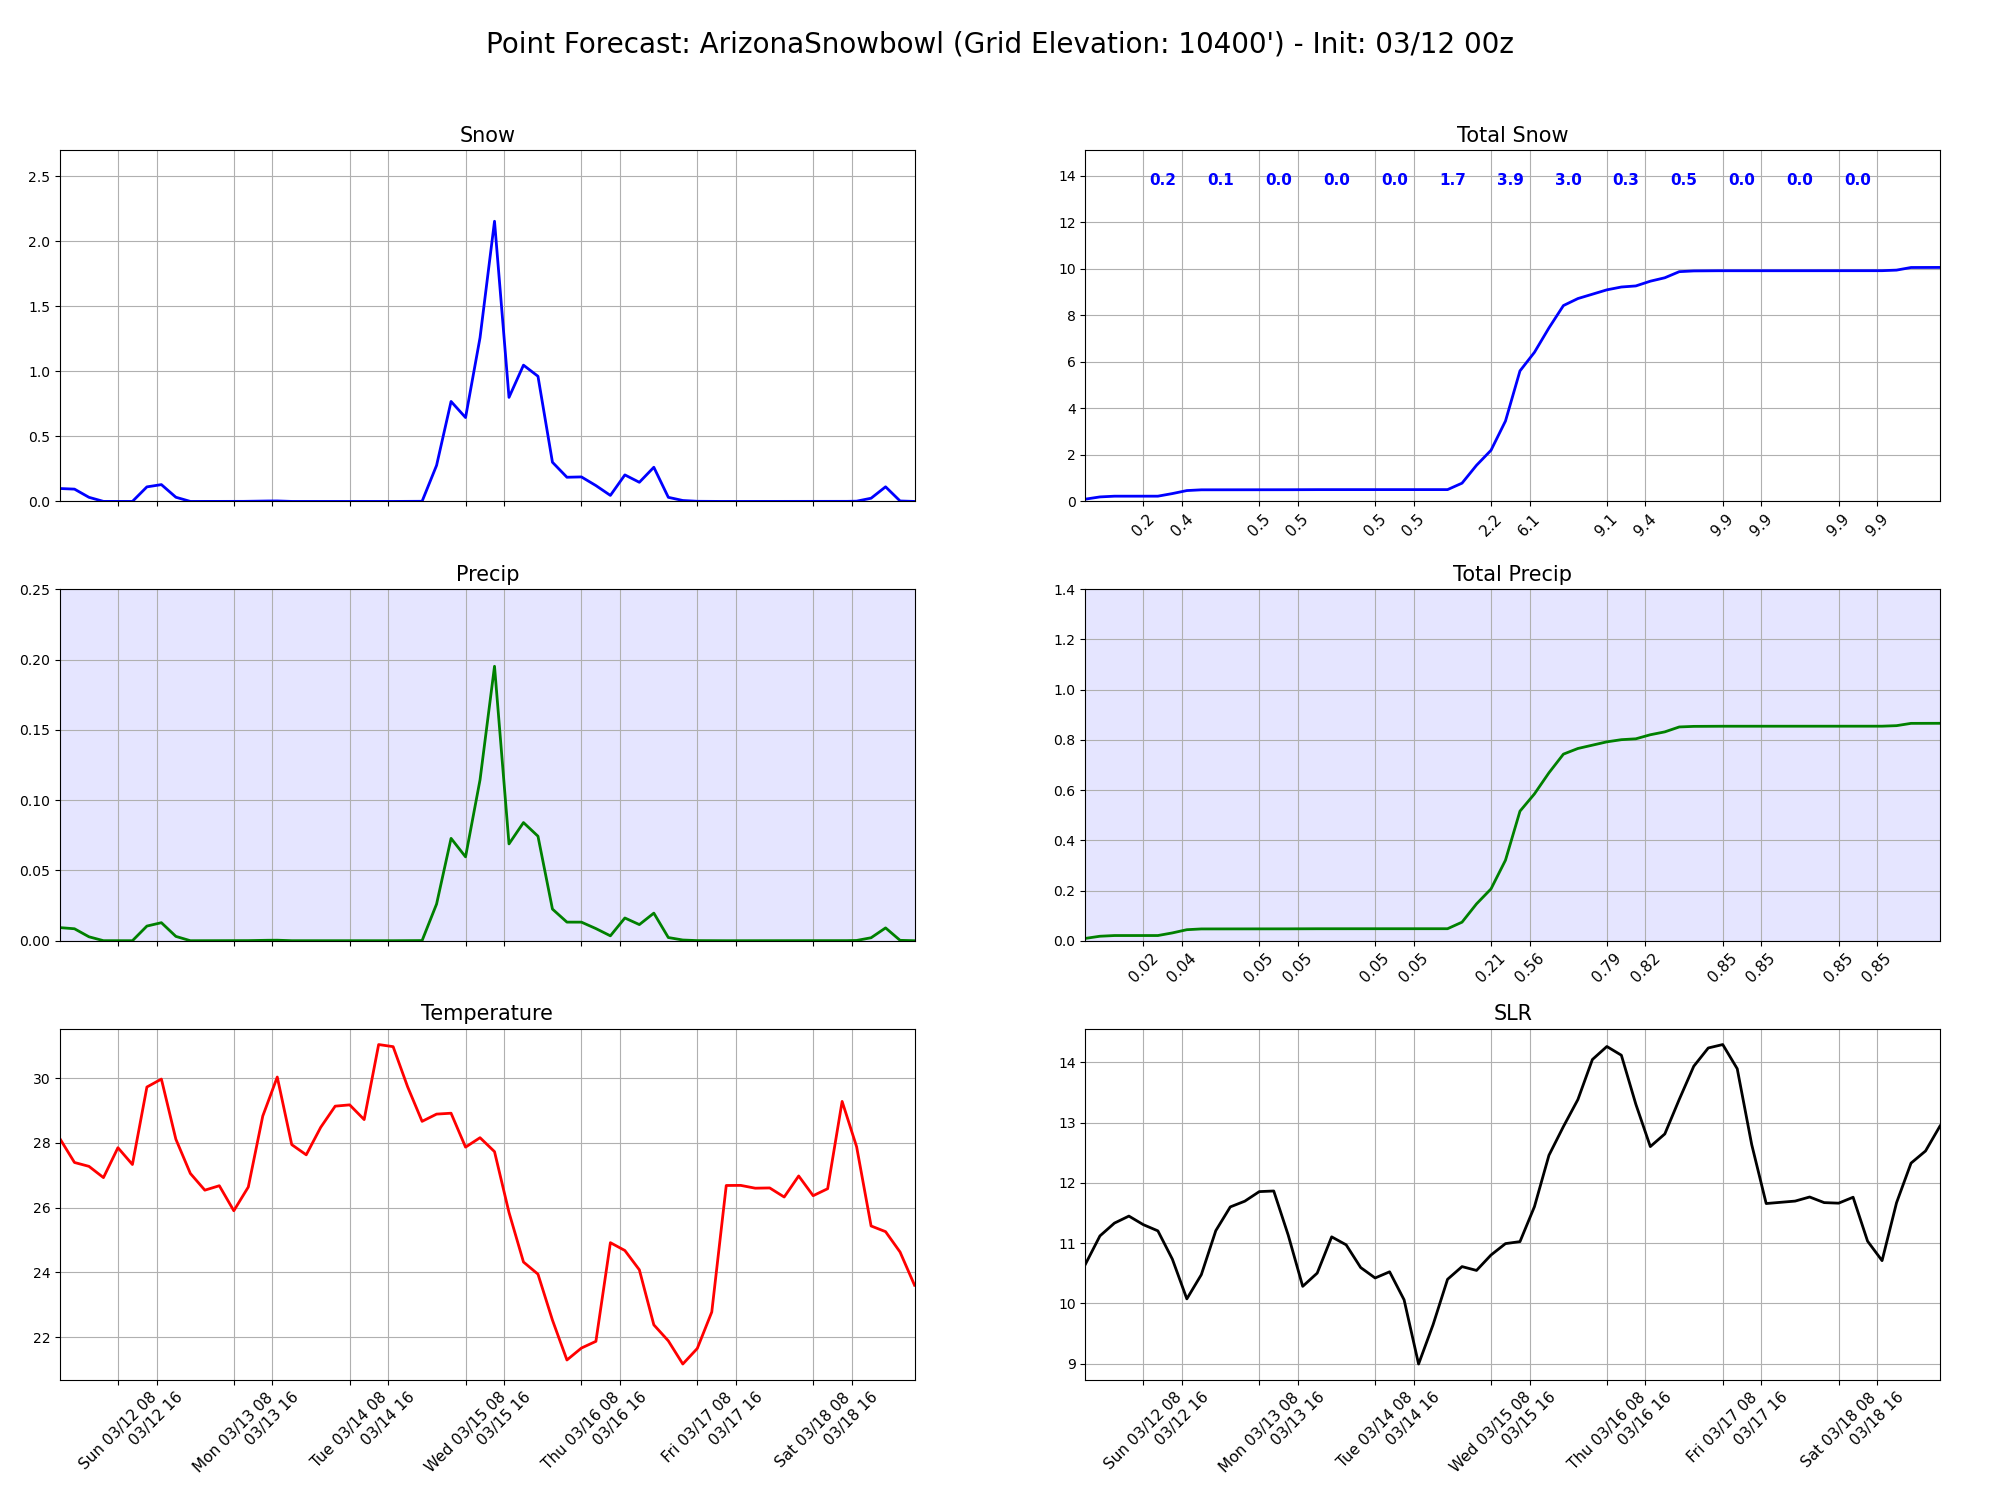 Point Forecast: ArizonaSnowbowl (Grid Elevation: 10400') - Init: 03/12 00z
Snow
2.5
2.0
1.5
1.0
0.5
0.0
Total Snow
14
12
10
8
6
4
2
0
0.2 0.1 0.0 0.0 0.0 1.7 3.9 3.0 0.3 0.5 0.0 0.0 0.0
0.2 0.4 0.5 0.5 0.5 0.5 2.2 6.1 9.1 9.4 9.9 9.9 9.9 9.9
Precip
0.25
0.20
0.15
0.10
0.05
0.00
Total Precip
1.4
1.2
1.0
0.8
0.6
0.4
0.2
0.0
0.02 0.04 0.05 0.05 0.05 0.05 0.21 0.56 0.79 0.82 0.85 0.85 0.85 0.85
Temperature
30
28
26
24
22
Sun 03/12 08
03/12 16
Mon 03/13 08
03/13 16
Tue 03/14 08
03/14 16
Wed 03/15 08
03/15 16
Thu 03/16 08
03/16 16
Fri 03/17 08
03/17 16
Sat 03/18 08
03/18 16
SLR
14
13
12
11
10
9
Sun 03/12 08
03/12 16
Mon 03/13 08
03/13 16
Tue 03/14 08
03/14 16
Wed 03/15 08
03/15 16
Thu 03/16 08
03/16 16
Fri 03/17 08
03/17 16
Sat 03/18 08
03/18 16